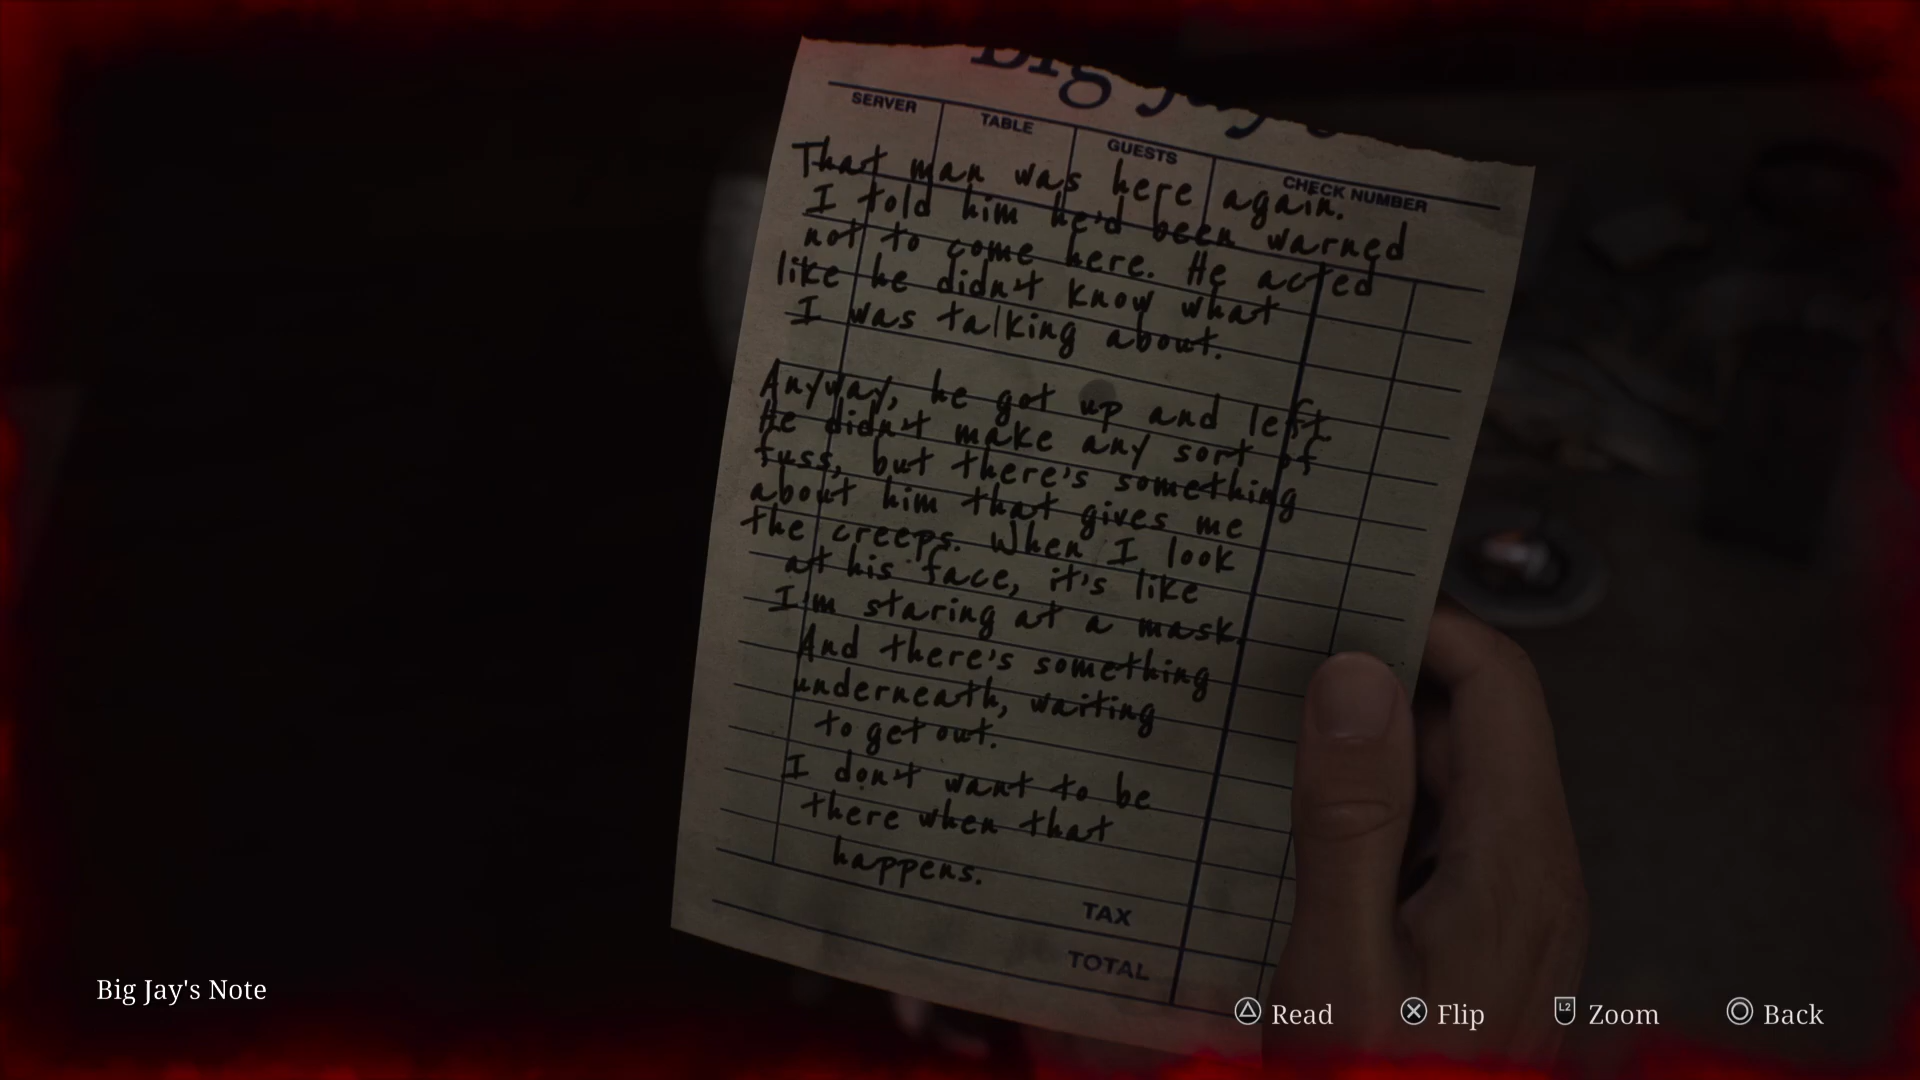 Big Jay's
SERVER TABLE GUESTS CHECK NUMBER
That man was here again.
I told him he'd been warned
not to come here. He acted
like he didn't know what
I was talking about.
Anyway, he got up and left.
He didn't make any sort of
fuss, but there's something
about him that gives me
the creeps. When I look
at his face, it's like
I'm staring at a mask.
And there's something
underneath, waiting
to get out.
I don't want to be
there when that
happens.
TAX
TOTAL
Big Jay's Note
Read Flip L2 Zoom Back